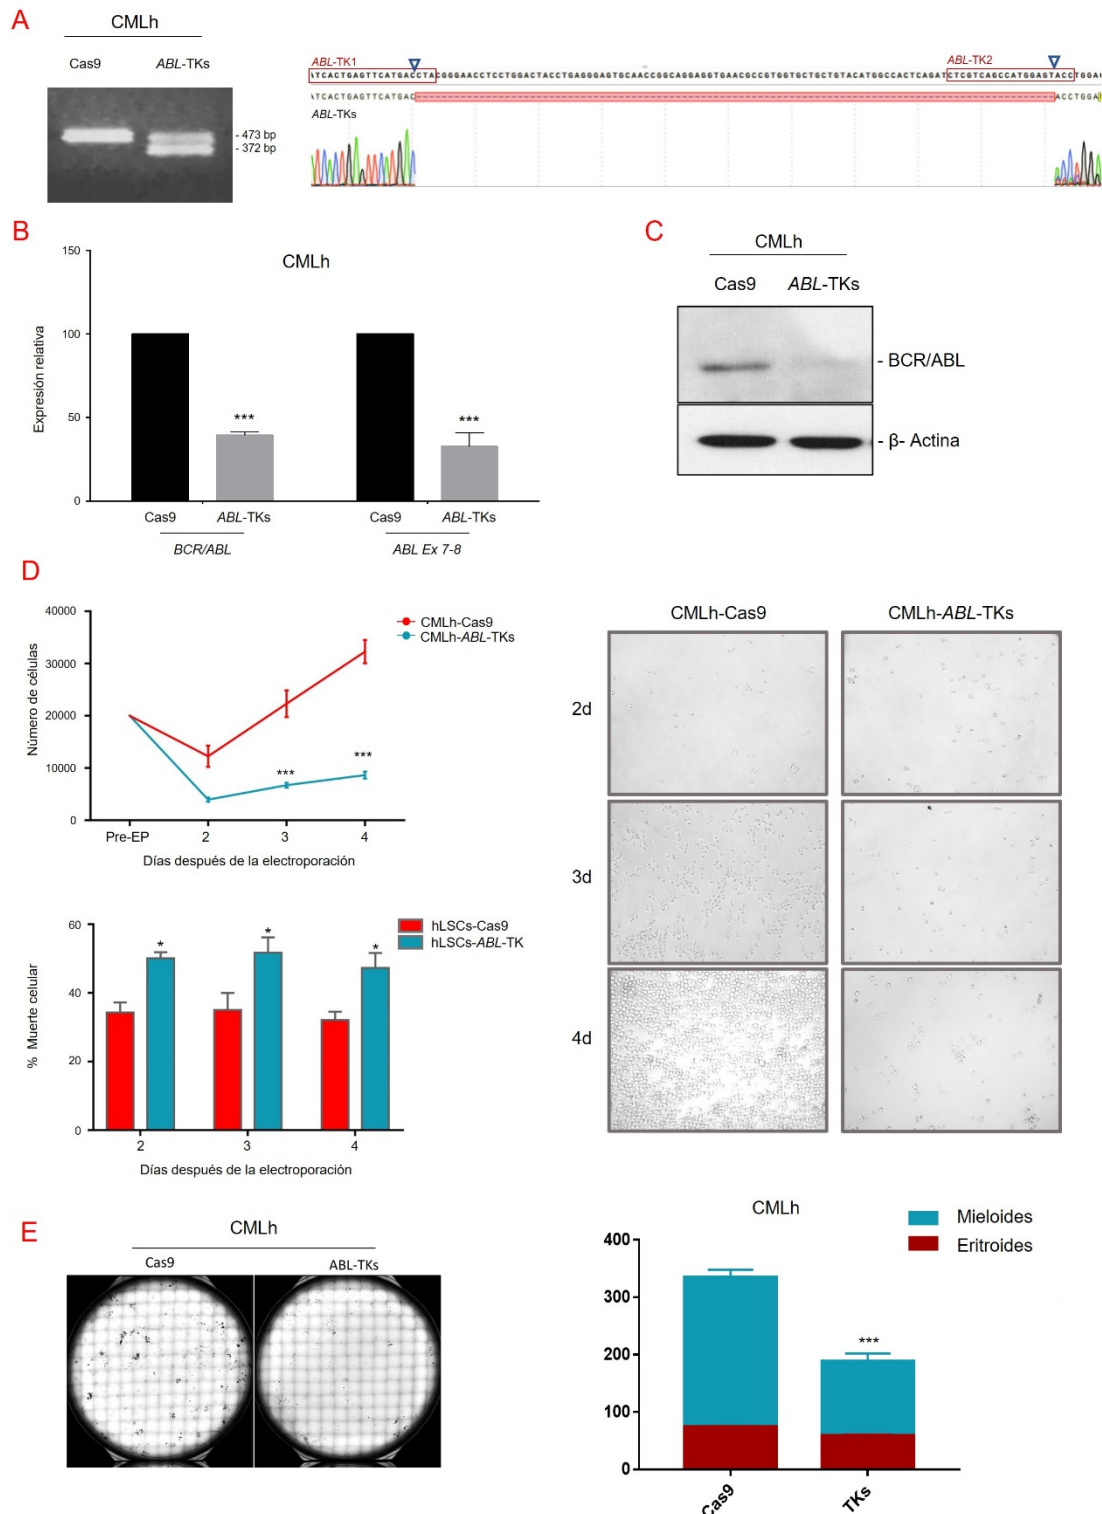 A
CMLh
Cas9
ABL-TKs
- 473 bp
- 372 bp
ABL-TK1
ABL-TK2
ATCACTGAGTTCATGACCTACGGGAACCTCCTGGACTACCTGAGGGAGTGCAACCGGCAGGAGGTGAACGCCGTGGTGCTGCTGTACATGGCCACTCAGATCTCGTCAGCCATGGAGTACCTGGAG
ATCACTGAGTTCATGAC
ACCTGGA
ABL-TKs
B
CMLh
Expresión relativa
150
100
50
0
***
***
Cas9
ABL-TKs
Cas9
ABL-TKs
BCR/ABL
ABL Ex 7-8
C
CMLh
Cas9
ABL-TKs
- BCR/ABL
- β- Actina
D
Número de células
40000
30000
20000
10000
0
CMLh-Cas9
CMLh-ABL-TKs
***
***
Pre-EP
2
3
4
Días después de la electroporación
% Muerte celular
60
40
20
0
hLSCs-Cas9
hLSCs-ABL-TK
*
*
*
2
3
4
Días después de la electroporación
CMLh-Cas9
CMLh-ABL-TKs
2d
3d
4d
E
CMLh
Cas9
ABL-TKs
CMLh
Mieloides
Eritroides
400
300
200
100
0
***
Cas9
TKs